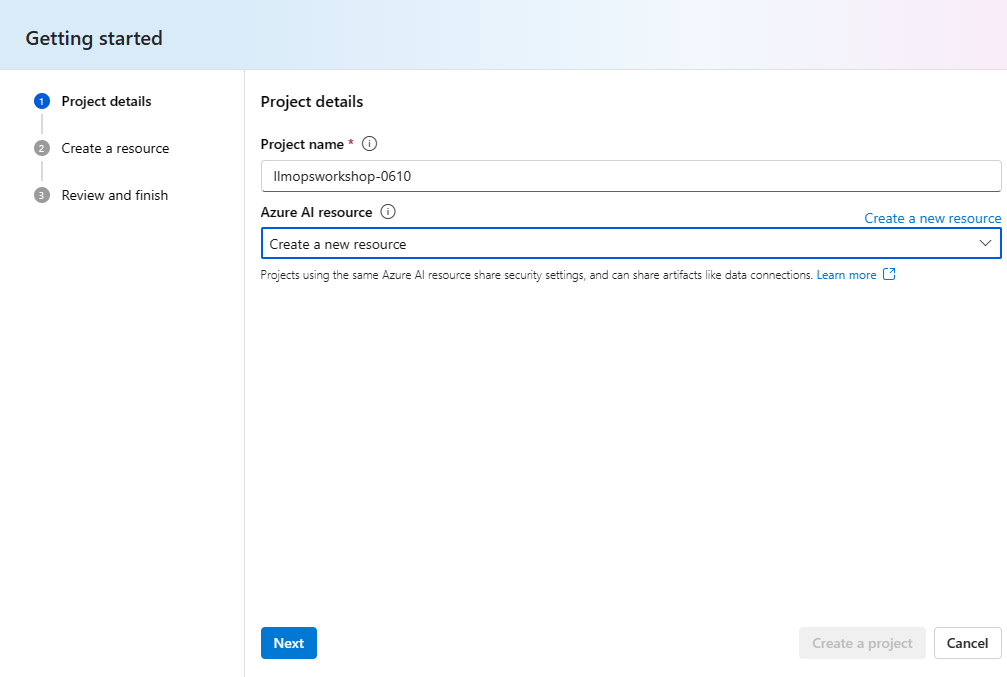 Getting started
1 Project details
2 Create a resource
3 Review and finish
Project details
Project name *
llmopsworkshop-0610
Azure AI resource
Create a new resource
Create a new resource
Projects using the same Azure AI resource share security settings, and can share artifacts like data connections. Learn more
Next
Create a project
Cancel